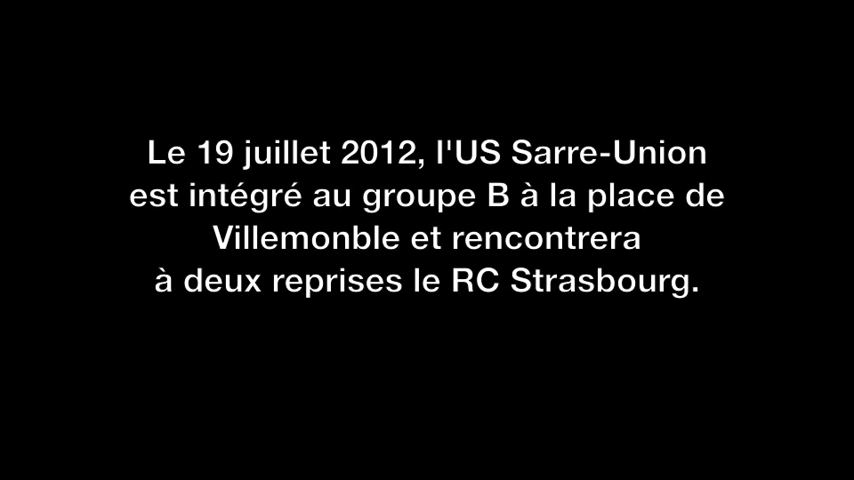 Le 19 juillet 2012, l'US Sarre-Union
est intégré au groupe B à la place de
Villemonble et rencontrera
à deux reprises le RC Strasbourg.